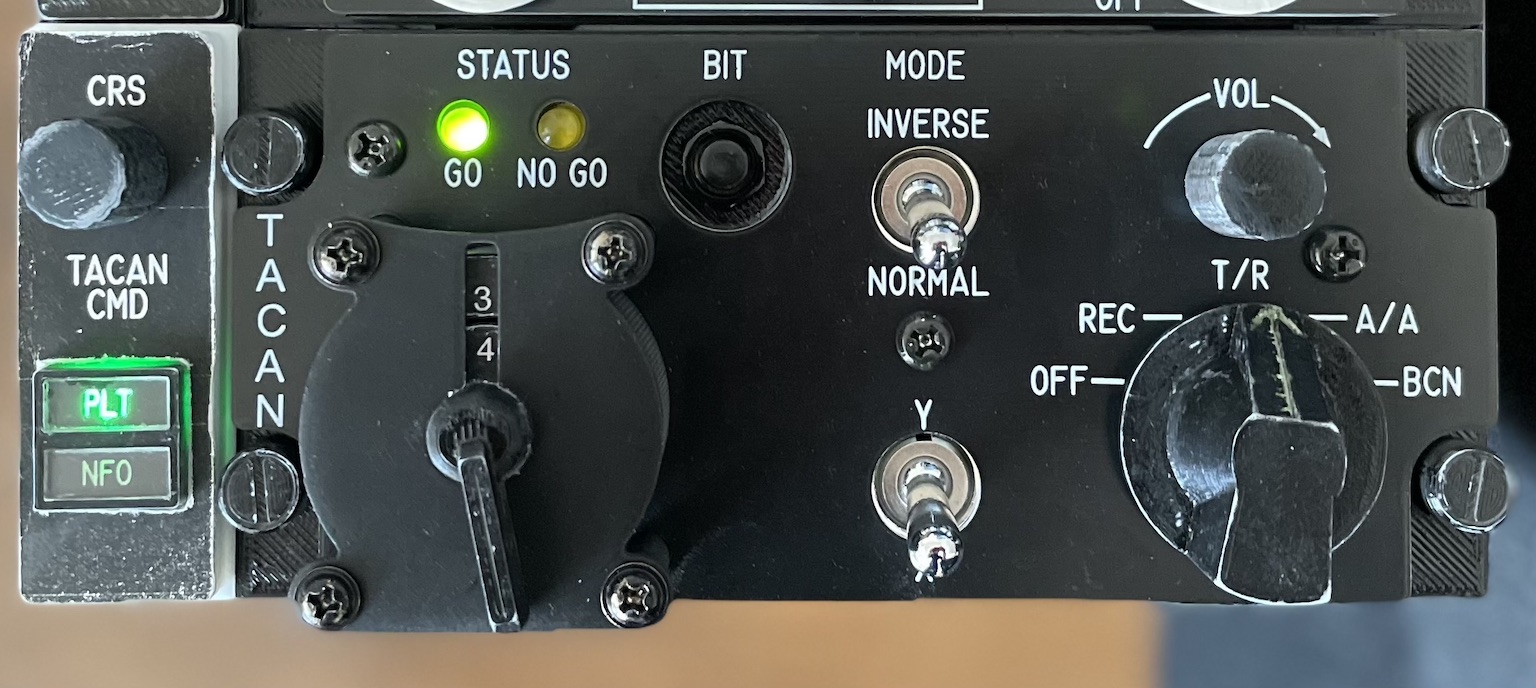 CRS
TACAN
CMD
PLT
NFO
TACAN
STATUS
GO
NO GO
3
4
BIT
MODE
INVERSE
NORMAL
Y
VOL
T/R
REC
A/A
OFF
BCN